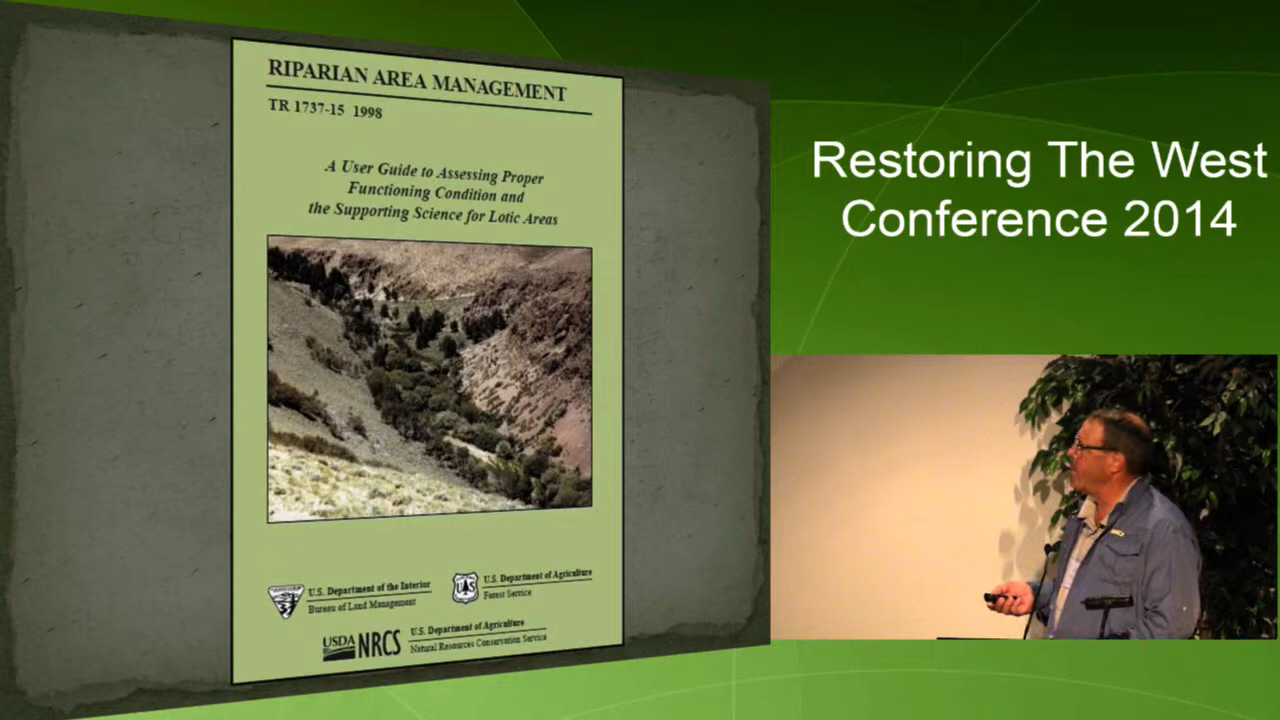 RIPARIAN AREA MANAGEMENT
TR 1737-15 1998
A User Guide to Assessing Proper
Functioning Condition and
the Supporting Science for Lotic Areas
U.S. Department of the Interior
Bureau of Land Management
U.S. Department of Agriculture
Forest Service
USDA NRCS
U.S. Department of Agriculture
Natural Resources Conservation Service
Restoring The West
Conference 2014